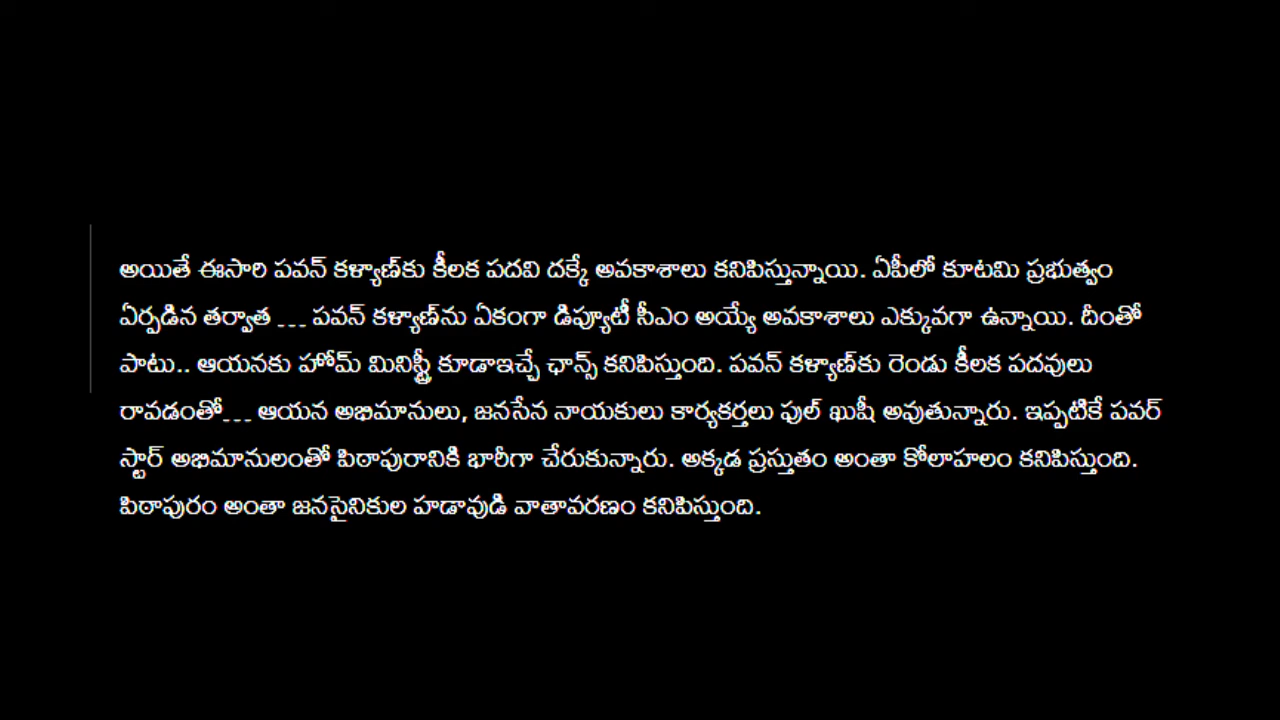 అయితే ఈసారి పవన్ కళ్యాణ్‌కు కీలక పదవి దక్కే అవకాశాలు కనిపిస్తున్నాయి. ఏపీలో కూటమి ప్రభుత్వం
ఏర్పడిన తర్వాత ... పవన్ కళ్యాణ్‌ను ఏకంగా డిప్యూటీ సీఎం అయ్యే అవకాశాలు ఎక్కువగా ఉన్నాయి. దీంతో
పాటు.. ఆయనకు హోమ్ మినిస్ట్రీ కూడాఇచ్చే ఛాన్స్ కనిపిస్తుంది. పవన్ కళ్యాణ్‌కు రెండు కీలక పదవులు
రావడంతో... ఆయన అభిమానులు, జనసేన నాయకులు కార్యకర్తలు ఫుల్ ఖుషీ అవుతున్నారు. ఇప్పటికే పవర్
స్టార్ అభిమానులంతో పిఠాపురానికి భారీగా చేరుకున్నారు. అక్కడ ప్రస్తుతం అంతా కోలాహలం కనిపిస్తుంది.
పిఠాపురం అంతా జనసైనికుల హడావుడి వాతావరణం కనిపిస్తుంది.